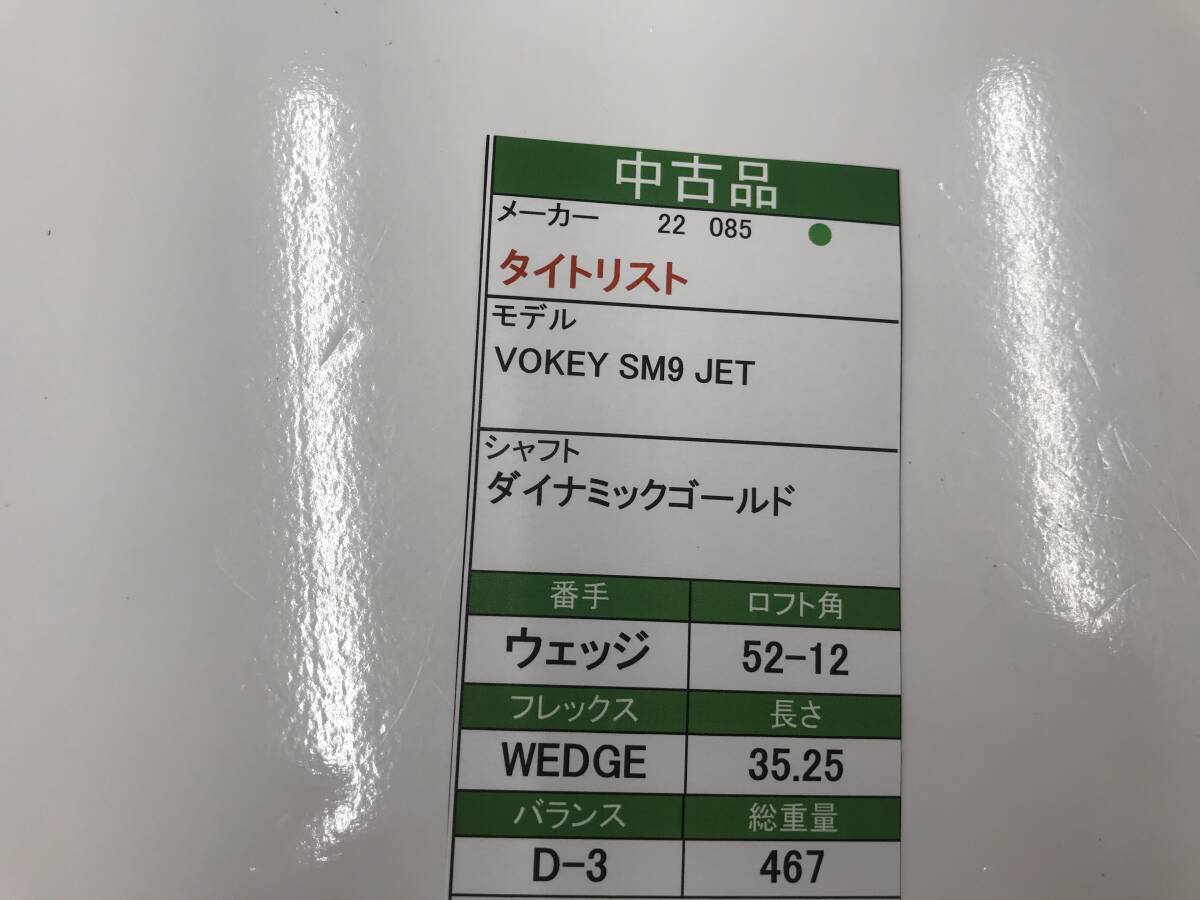 中古品
メーカー 22 085
タイトリスト
モデル
VOKEY SM9 JET
シャフト
ダイナミックゴールド
番手 ロフト角
ウェッジ 52-12
フレックス 長さ
WEDGE 35.25
バランス 総重量
D-3 467